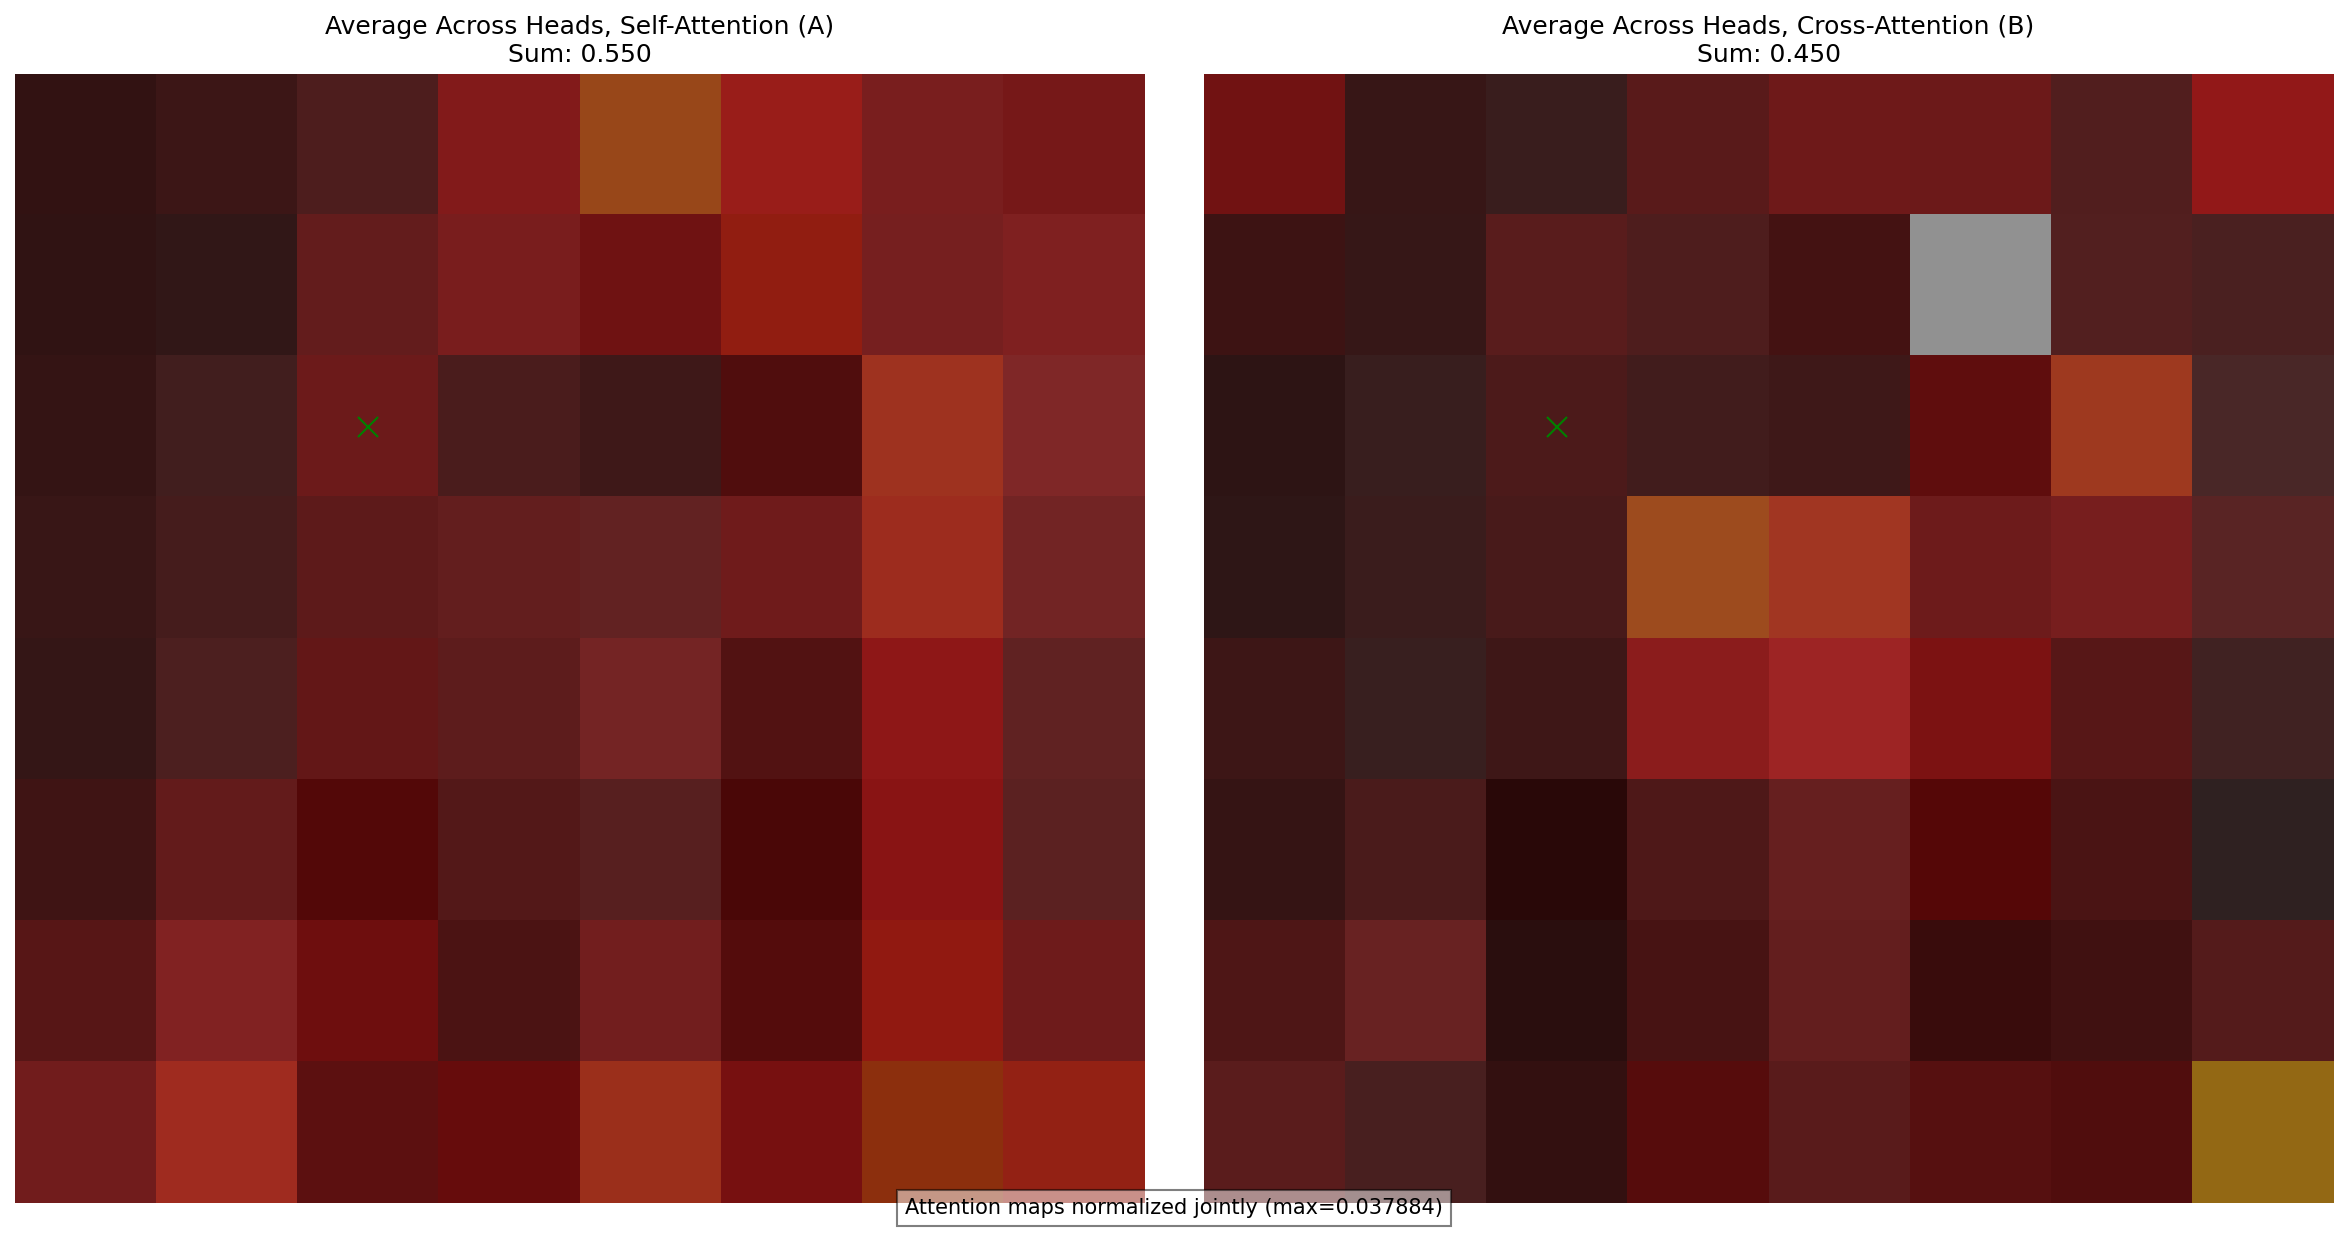 Average Across Heads, Self-Attention (A)
Sum: 0.550
Average Across Heads, Cross-Attention (B)
Sum: 0.450
Attention maps normalized jointly (max=0.037884)